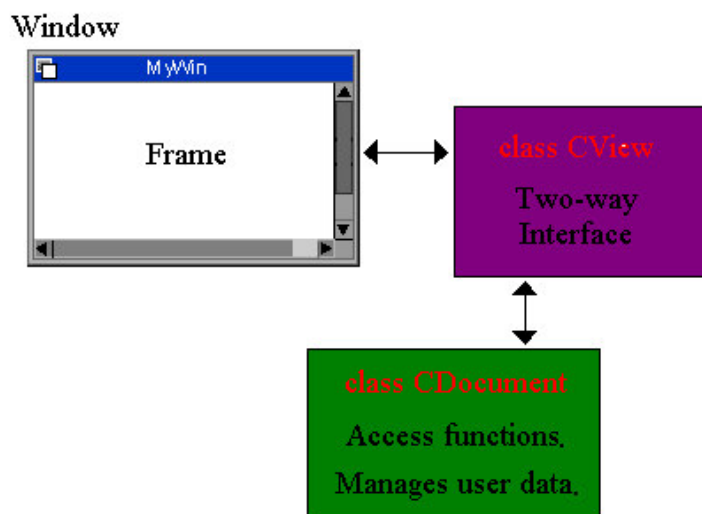 Window
MyWin
Frame
class CView
Two-way
Interface
class CDocument
Access functions.
Manages user data.